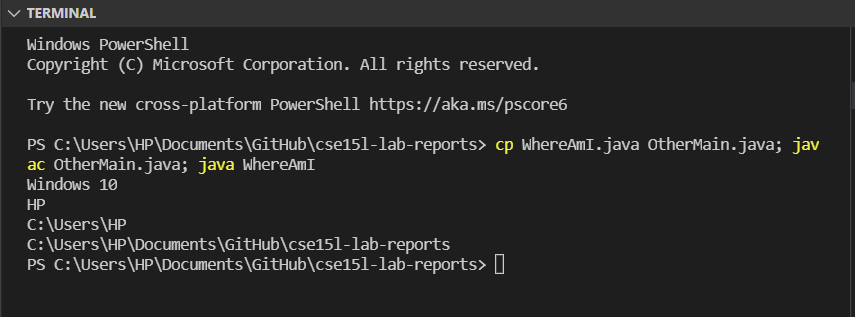 TERMINAL
Windows PowerShell
Copyright (C) Microsoft Corporation. All rights reserved.
Try the new cross-platform PowerShell https://aka.ms/pscore6
PS C:\Users\HP\Documents\GitHub\cse15l-lab-reports> cp WhereAmI.java OtherMain.java; jav
ac OtherMain.java; java WhereAmI
Windows 10
HP
C:\Users\HP
C:\Users\HP\Documents\GitHub\cse15l-lab-reports
PS C:\Users\HP\Documents\GitHub\cse15l-lab-reports>